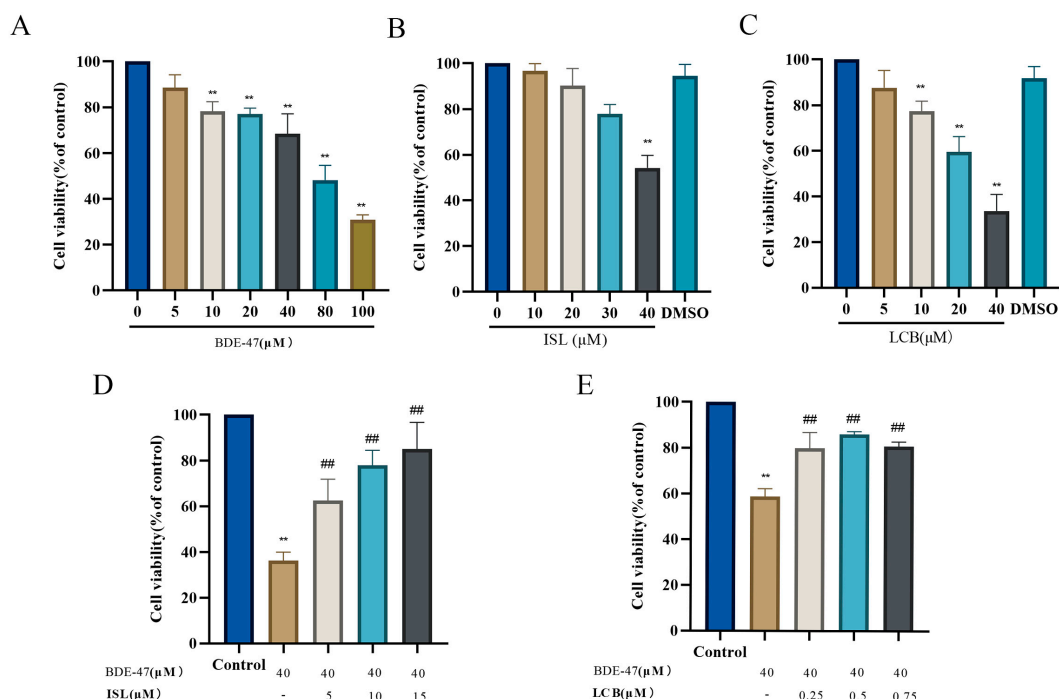 A
Cell viability(%of control)
100
80
60
40
20
0
**
**
**
**
**
0 5 10 20 40 80 100
BDE-47(μM)
B
Cell viability(%of control)
100
80
60
40
20
0
**
0 10 20 30 40 DMSO
ISL (μM)
C
Cell viability(%of control)
100
80
60
40
20
0
**
**
**
0 5 10 20 40 DMSO
LCB(μM)
D
Cell viability(%of control)
100
80
60
40
20
0
**
##
##
##
Control
BDE-47(μM) 40 40 40 40
ISL(μM) - 5 10 15
E
Cell viability(%of control)
100
80
60
40
20
0
**
##
##
##
Control
BDE-47(μM) 40 40 40 40
LCB(μM) - 0.25 0.5 0.75